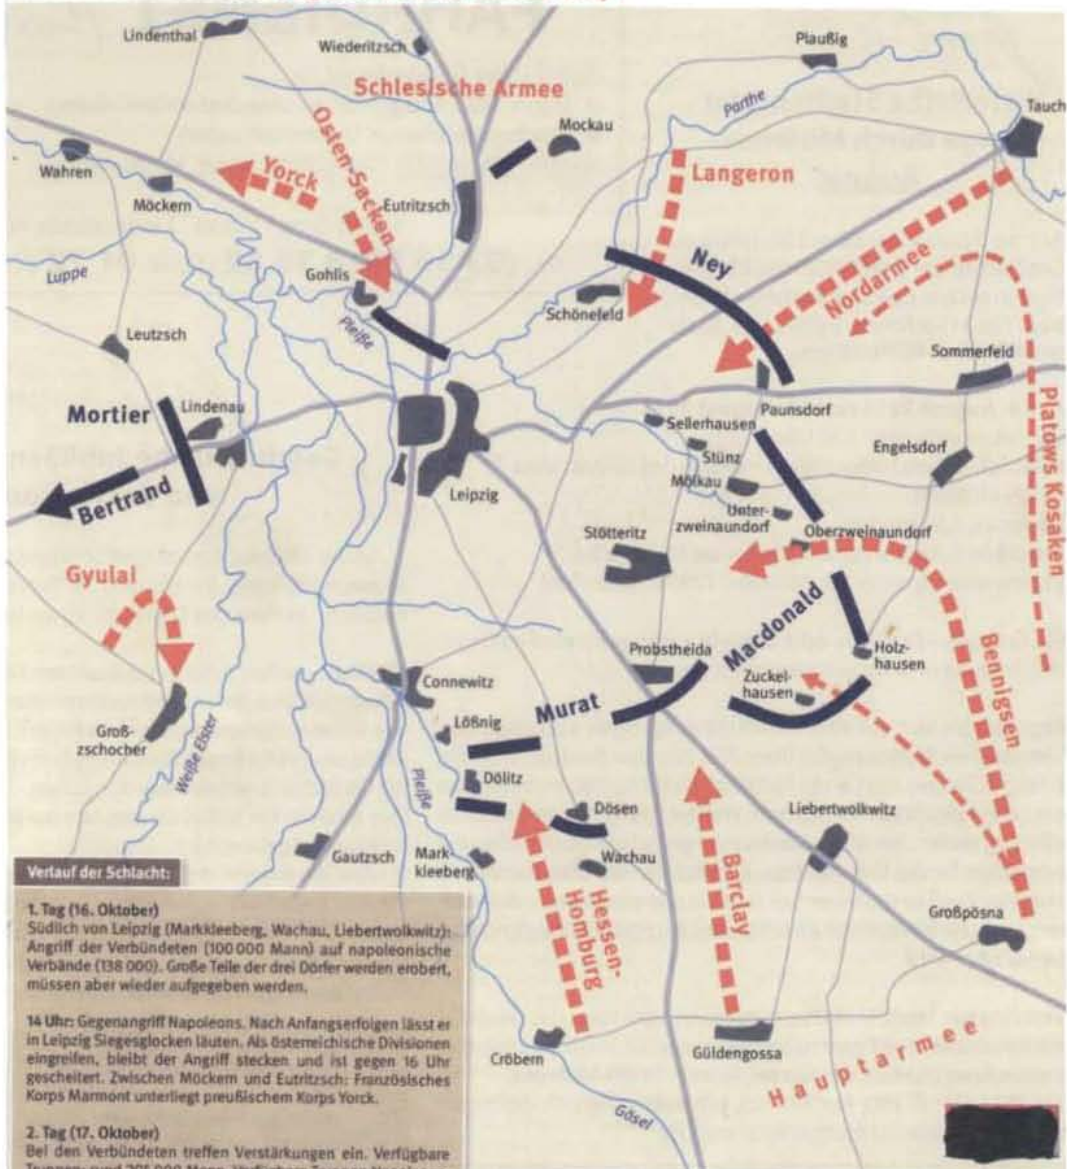 Lindenthal
Wiederitzsch
Plaußig
Schlesische Armee
Parthe
Tauch
Mockau
Osten-Sacken
Wahren
Yorck
Langeron
Möckern
Eutritzsch
Ney
Nordarmee
Luppe
Gohlis
Schönefeld
Pleiße
Leutzsch
Sommerfeld
Mortier
Lindenau
Paunsdorf
Platows Kosaken
Sellerhausen
Engelsdorf
Stünz
Mölkau
Bertrand
Leipzig
Unter-
zweinaundorf
Stötteritz
Oberzweinaundorf
Gyulai
Macdonald
Bennigsen
Probstheida
Holz-
hausen
Connewitz
Zuckel-
hausen
Murat
Lößnig
Groß-
zschocher
Weiße Elster
Pleiße
Dölitz
Dösen
Liebertwolkwitz
Gautzsch
Mark-
kleeberg
Wachau
Barclay
Hessen-
Homburg
Großpösna
Cröbern
Güldengossa
Hauptarmee
Gösel
Verlauf der Schlacht:
1. Tag (16. Oktober)
Südlich von Leipzig (Markleeberg, Wachau, Liebertwolkwitz):
Angriff der Verbündeten (100 000 Mann) auf napoleonische
Verbände (138 000). Große Teile der drei Dörfer werden erobert,
müssen aber wieder aufgegeben werden.
14 Uhr: Gegenangriff Napoleons. Nach Anfangserfolgen lässt er
in Leipzig Siegesglocken läuten. Als österreichische Divisionen
eingreifen, bleibt der Angriff stecken und ist gegen 16 Uhr
gescheitert. Zwischen Möckern und Eutritzsch: Französisches
Korps Marmont unterliegt preußischem Korps Yorck.
2. Tag (17. Oktober)
Bei den Verbündeten treffen Verstärkungen ein. Verfügbare